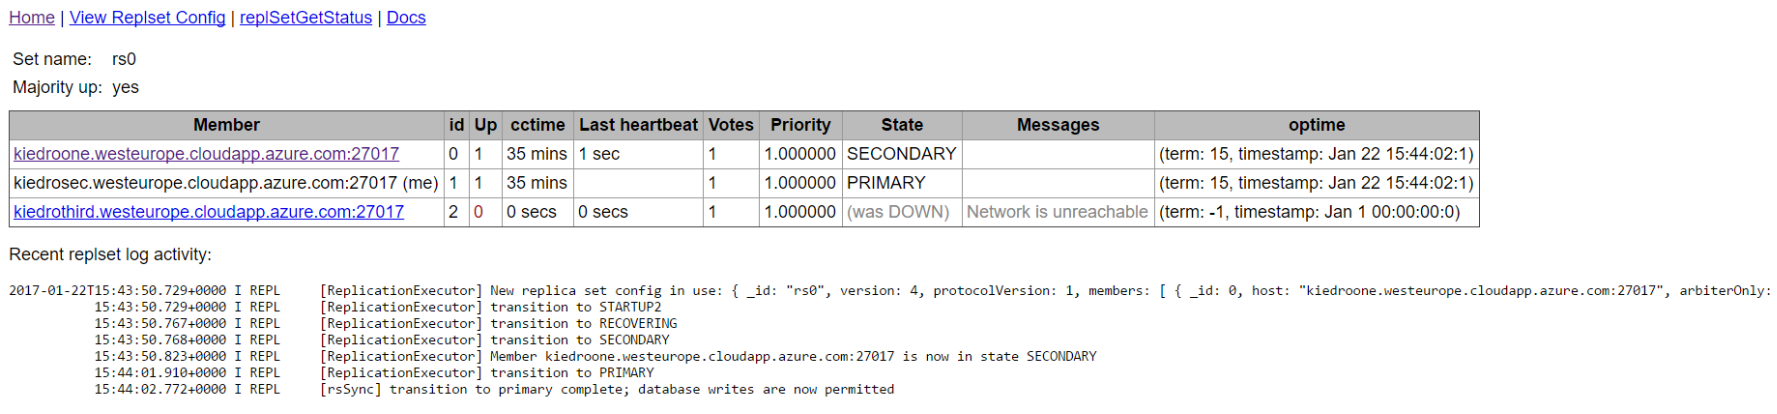 Home | View Replset Config | replSetGetStatus | Docs
Set name: rs0
Majority up: yes
Member id Up cctime Last heartbeat Votes Priority State Messages optime
kiedroone.westeurope.cloudapp.azure.com:27017 0 1 35 mins 1 sec 1 1.000000 SECONDARY (term: 15, timestamp: Jan 22 15:44:02:1)
kiedrosec.westeurope.cloudapp.azure.com:27017 (me) 1 1 35 mins 1 1.000000 PRIMARY (term: 15, timestamp: Jan 22 15:44:02:1)
kiedrothird.westeurope.cloudapp.azure.com:27017 2 0 0 secs 0 secs 1 1.000000 (was DOWN) Network is unreachable (term: -1, timestamp: Jan 1 00:00:00:0)
Recent replset log activity:
2017-01-22T15:43:50.729+0000 I REPL [ReplicationExecutor] New replica set config in use: { _id: "rs0", version: 4, protocolVersion: 1, members: [ { _id: 0, host: "kiedroone.westeurope.cloudapp.azure.com:27017", arbiterOnly:
15:43:50.729+0000 I REPL [ReplicationExecutor] transition to STARTUP2
15:43:50.767+0000 I REPL [ReplicationExecutor] transition to RECOVERING
15:43:50.768+0000 I REPL [ReplicationExecutor] transition to SECONDARY
15:43:50.823+0000 I REPL [ReplicationExecutor] Member kiedroone.westeurope.cloudapp.azure.com:27017 is now in state SECONDARY
15:44:01.910+0000 I REPL [ReplicationExecutor] transition to PRIMARY
15:44:02.772+0000 I REPL [rsSync] transition to primary complete; database writes are now permitted